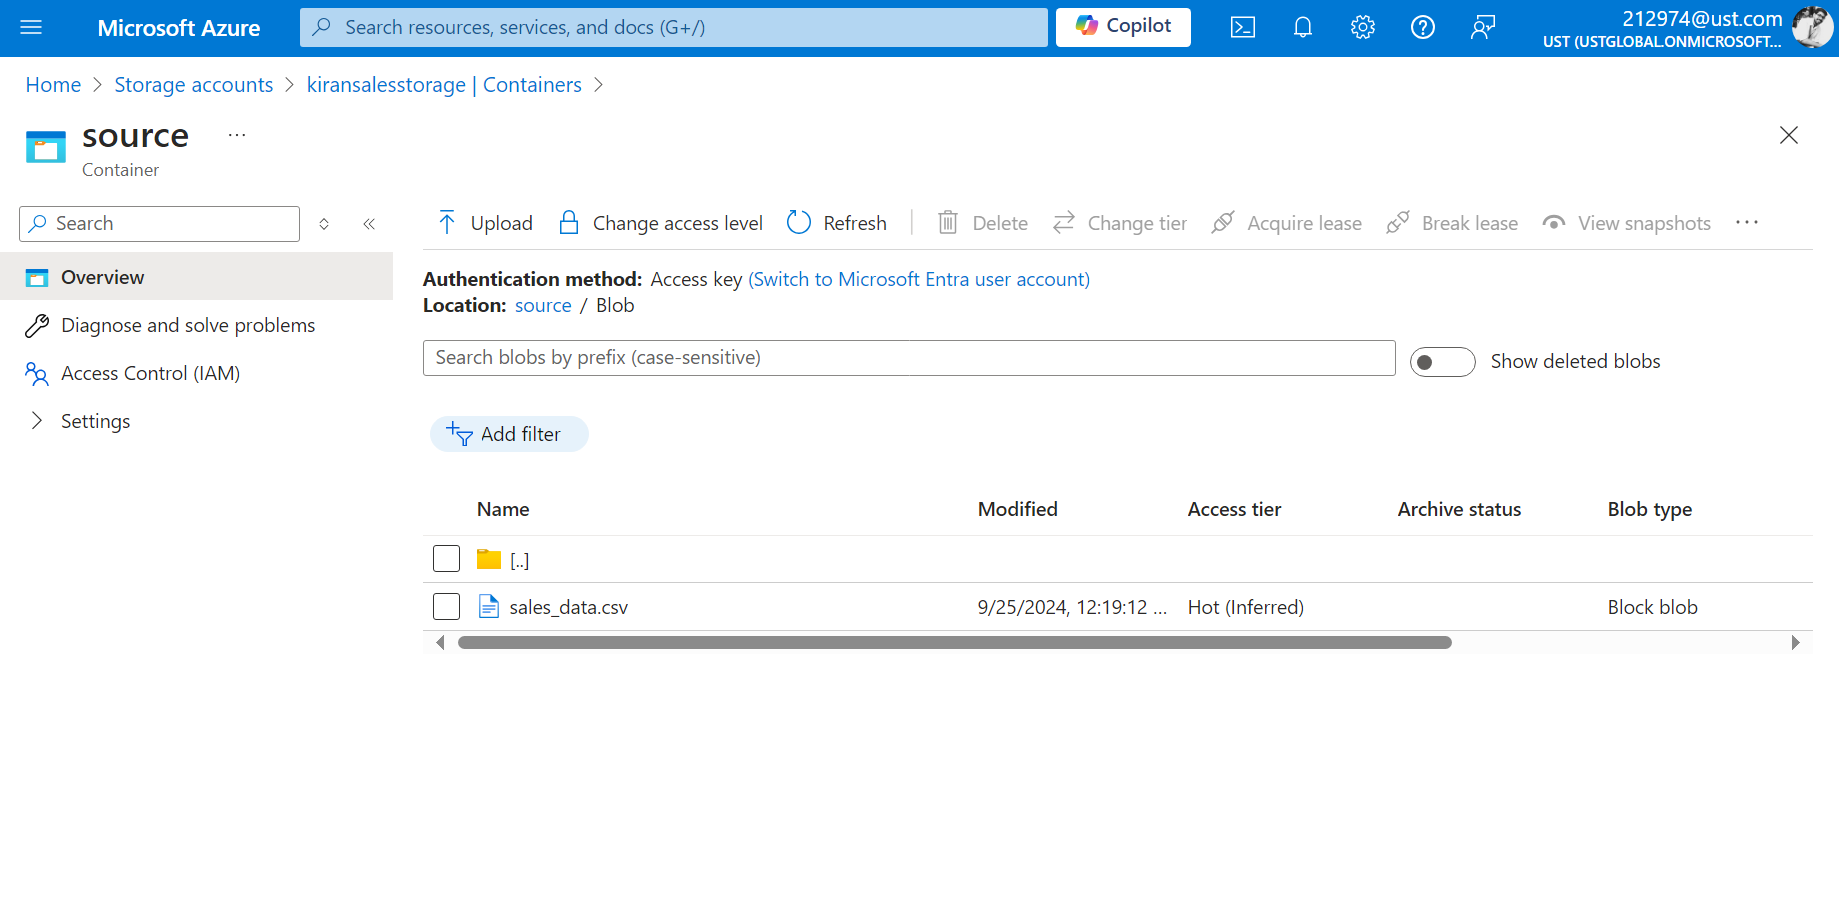 Microsoft Azure
Search resources, services, and docs (G+/)
Copilot
212974@ust.com
UST (USTGLOBAL.ONMICROSOFT...
Home > Storage accounts > kiransalesstorage | Containers >
source ...
Container
Search
Upload Change access level Refresh Delete Change tier Acquire lease Break lease View snapshots ...
Overview
Diagnose and solve problems
Access Control (IAM)
Settings
Authentication method: Access key (Switch to Microsoft Entra user account)
Location: source / Blob
Search blobs by prefix (case-sensitive)
Show deleted blobs
Add filter
Name Modified Access tier Archive status Blob type
[..]
sales_data.csv 9/25/2024, 12:19:12 ... Hot (Inferred) Block blob